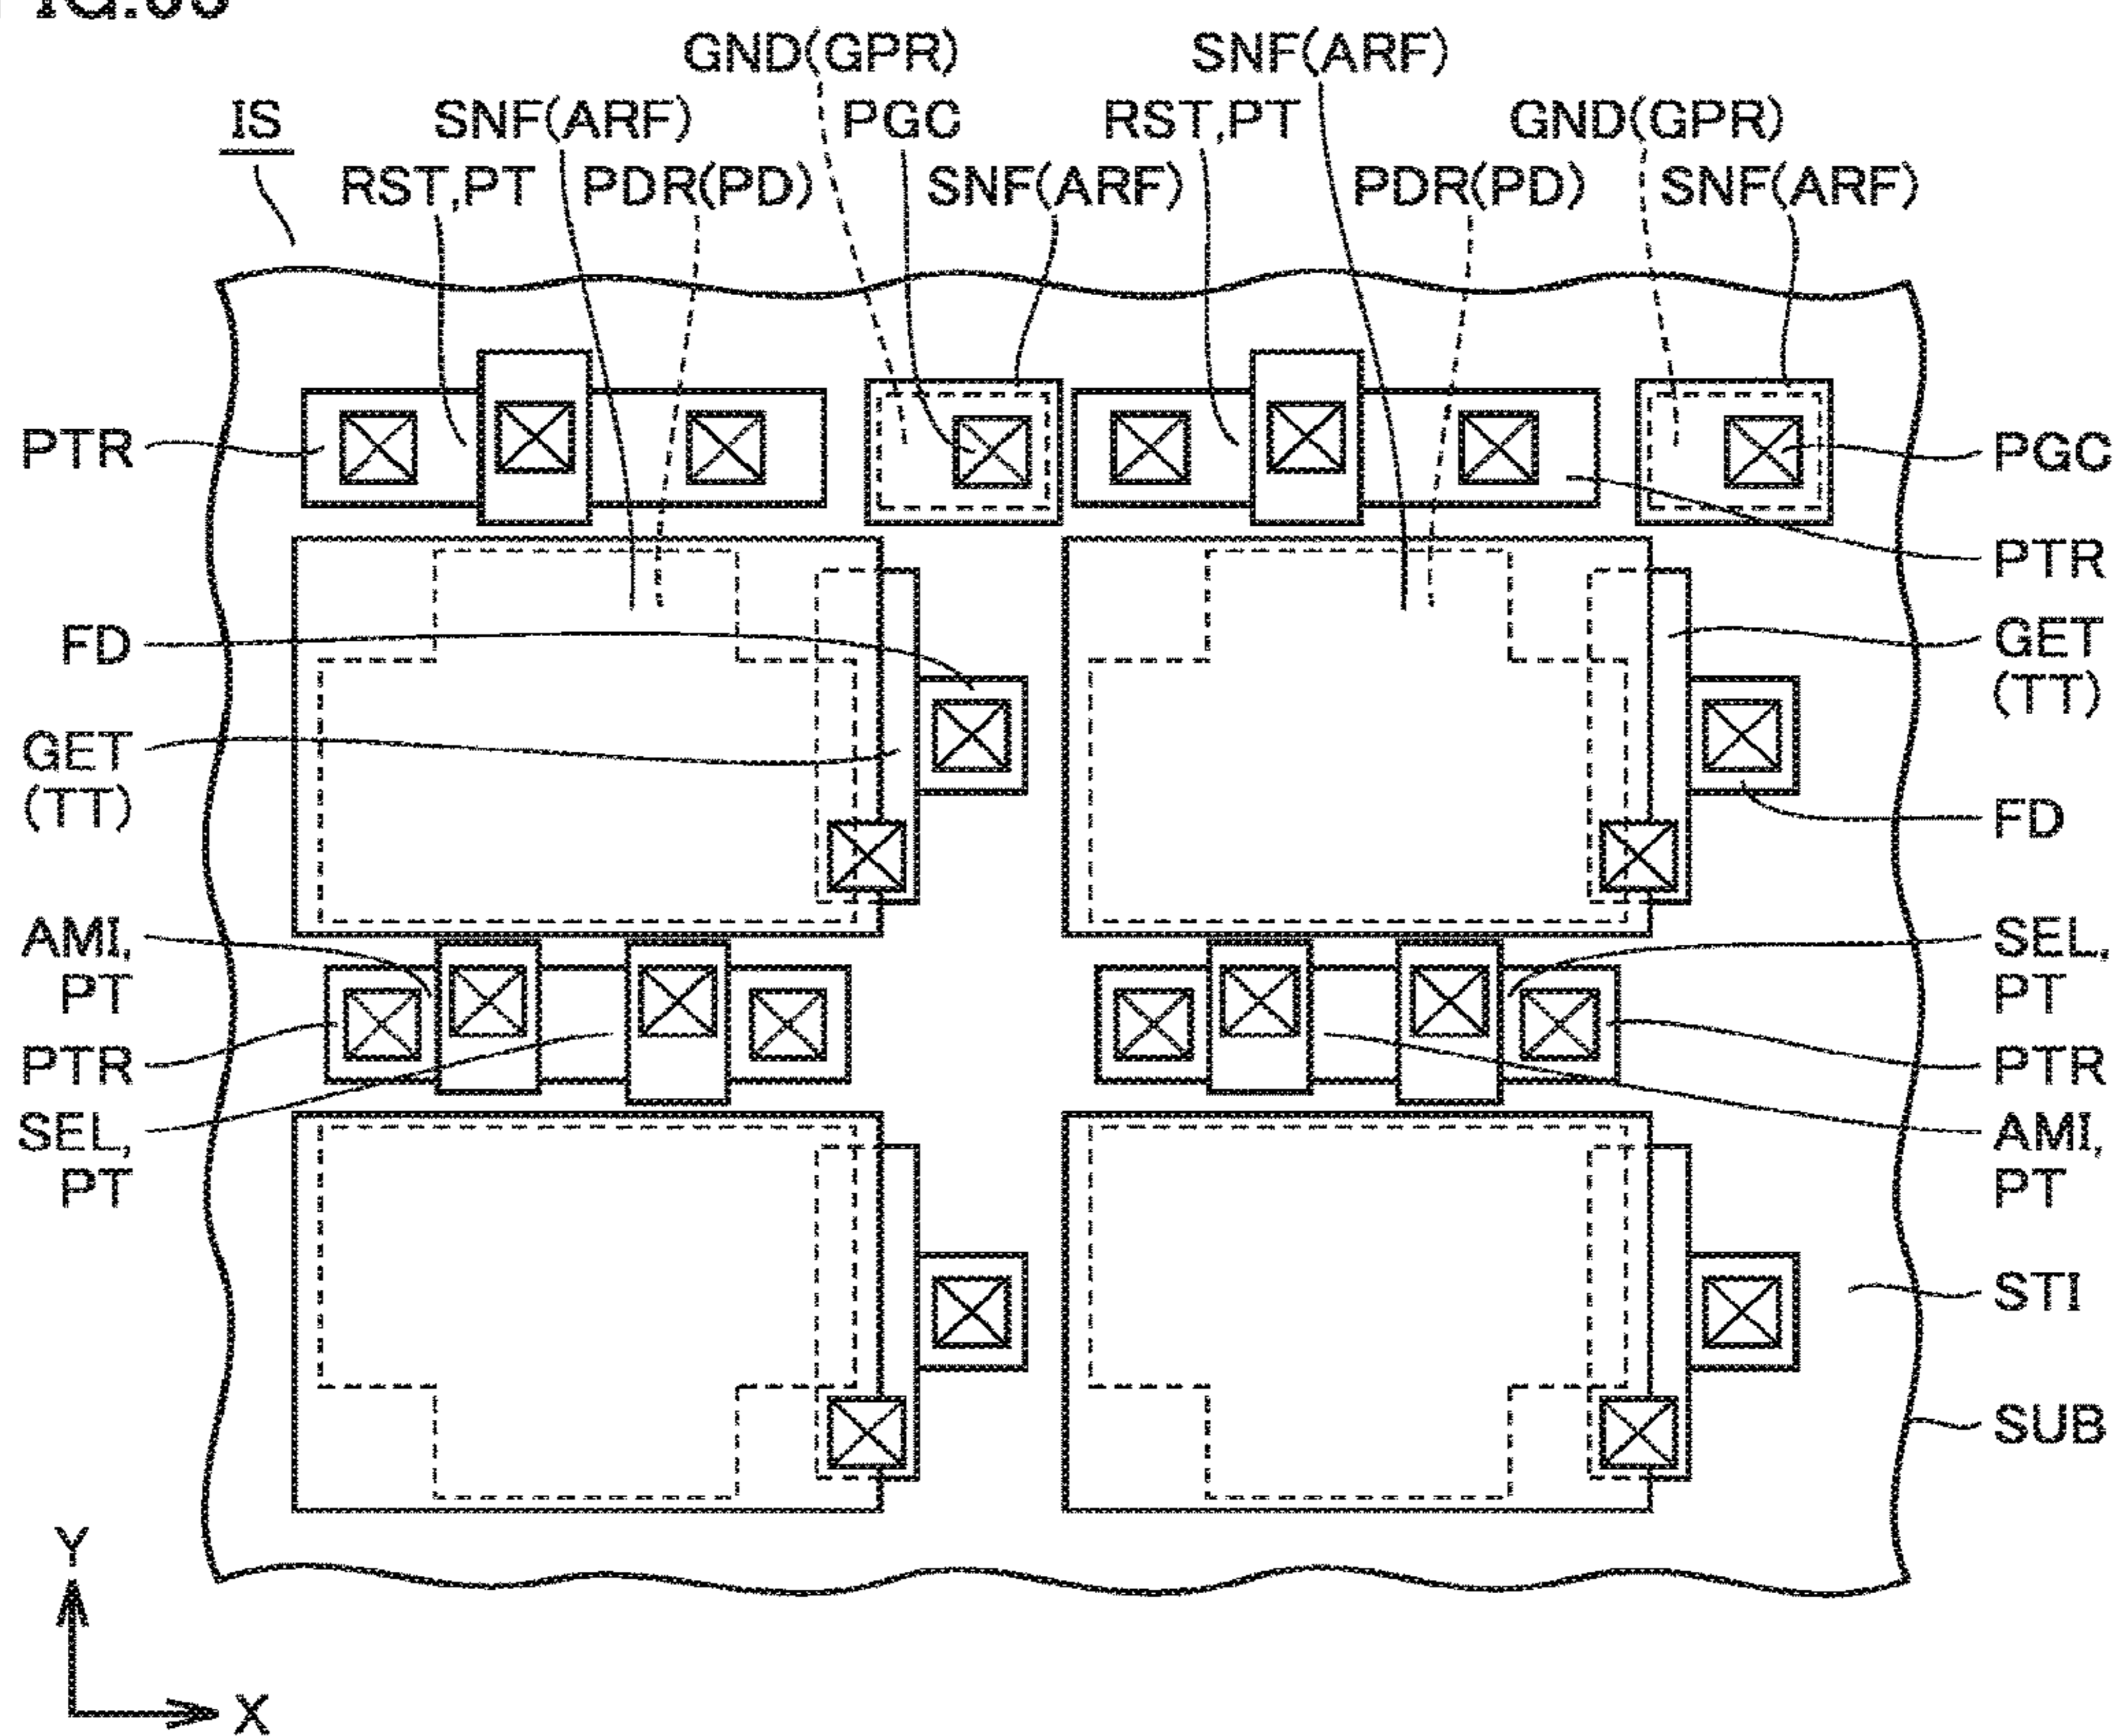 GND(GPR)
SNF(ARF)
IS
SNF(ARF)
PGC
RST,PT
GND(GPR)
RST,PT
PDR(PD)
SNF(ARF)
PDR(PD)
SNF(ARF)
PTR
PGC
PTR
FD
GET
(TT)
GET
(TT)
FD
AMI,
PT
SEL,
PT
PTR
PTR
SEL,
PT
AMI,
PT
STI
SUB
Y
X